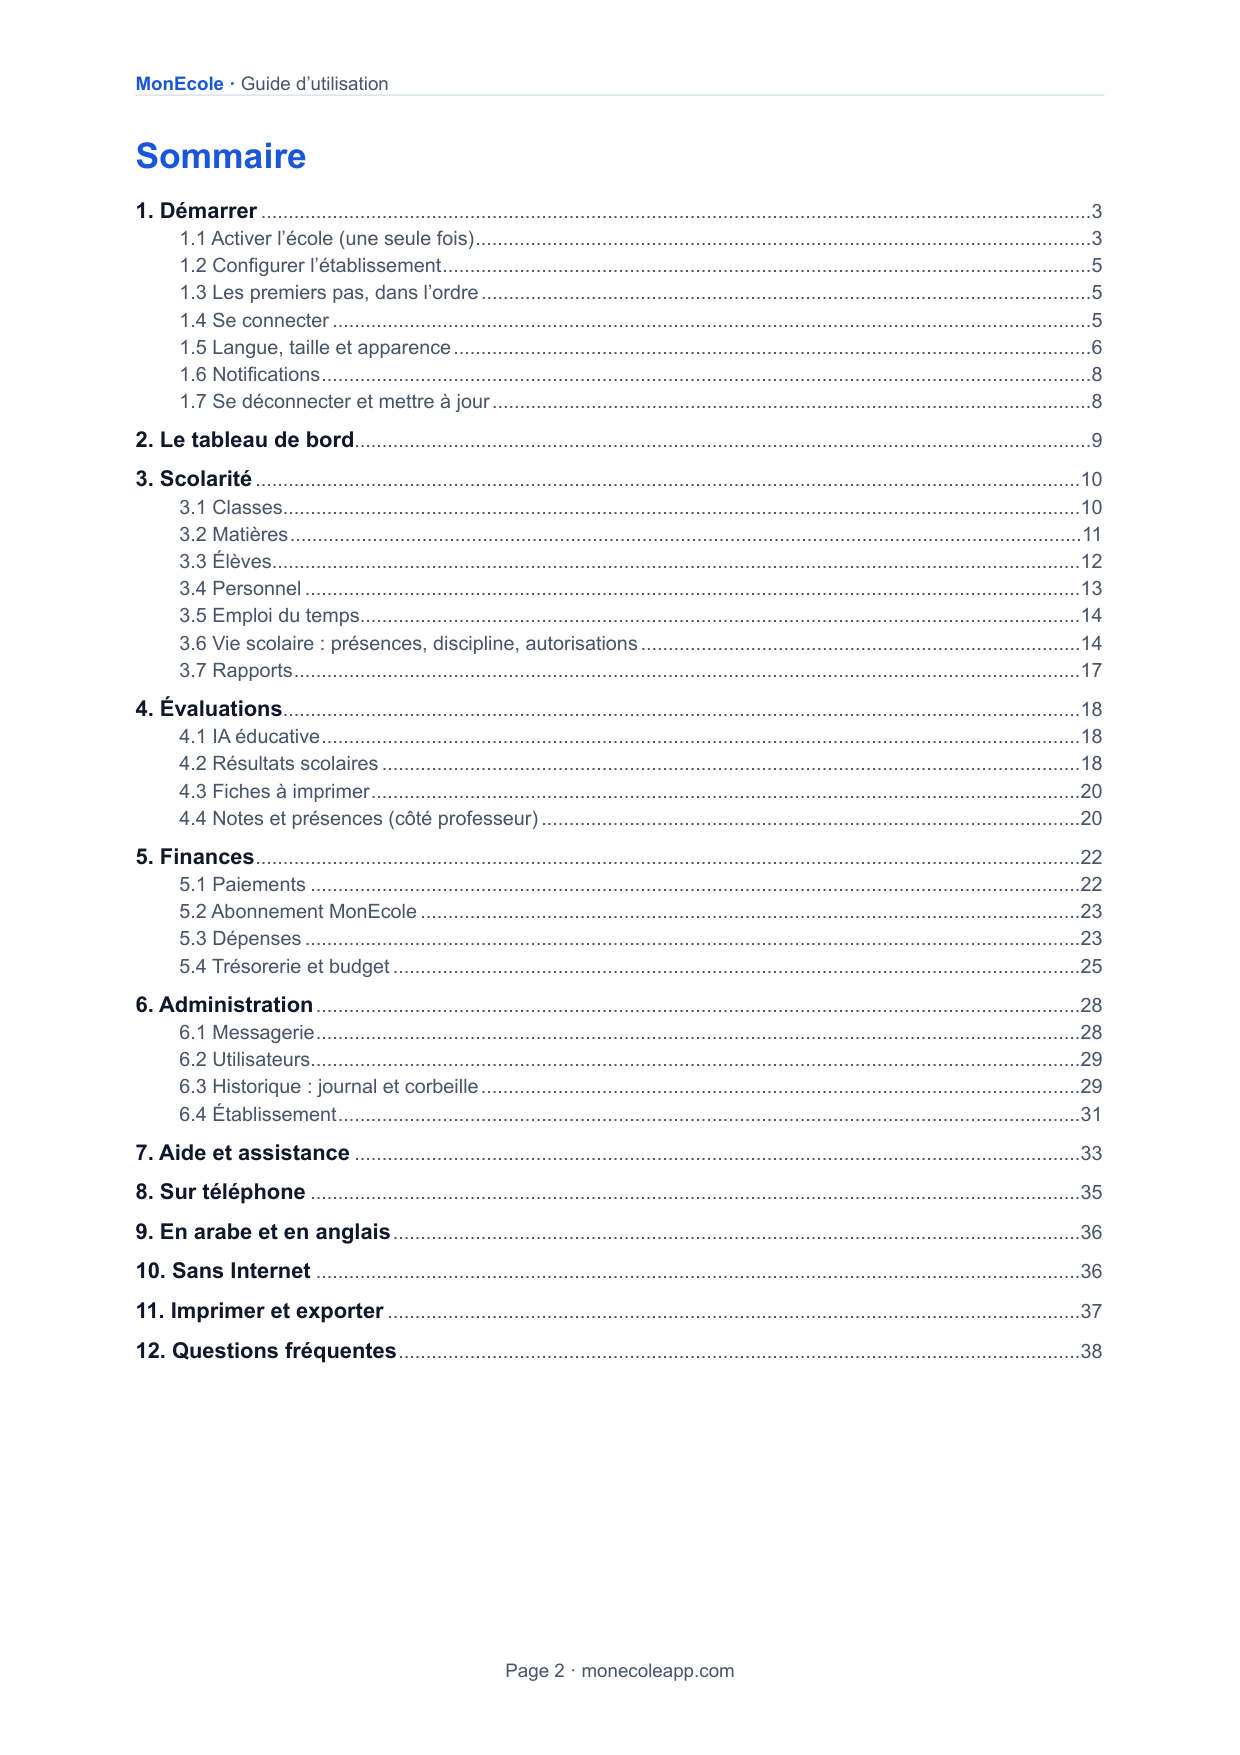 MonEcole · Guide d’utilisation
Sommaire
1. Démarrer 3
1.1 Activer l’école (une seule fois) 3
1.2 Configurer l’établissement 5
1.3 Les premiers pas, dans l’ordre 5
1.4 Se connecter 5
1.5 Langue, taille et apparence 6
1.6 Notifications 8
1.7 Se déconnecter et mettre à jour 8
2. Le tableau de bord 9
3. Scolarité 10
3.1 Classes 10
3.2 Matières 11
3.3 Élèves 12
3.4 Personnel 13
3.5 Emploi du temps 14
3.6 Vie scolaire : présences, discipline, autorisations 14
3.7 Rapports 17
4. Évaluations 18
4.1 IA éducative 18
4.2 Résultats scolaires 18
4.3 Fiches à imprimer 20
4.4 Notes et présences (côté professeur) 20
5. Finances 22
5.1 Paiements 22
5.2 Abonnement MonEcole 23
5.3 Dépenses 23
5.4 Trésorerie et budget 25
6. Administration 28
6.1 Messagerie 28
6.2 Utilisateurs 29
6.3 Historique : journal et corbeille 29
6.4 Établissement 31
7. Aide et assistance 33
8. Sur téléphone 35
9. En arabe et en anglais 36
10. Sans Internet 36
11. Imprimer et exporter 37
12. Questions fréquentes 38
Page 2 · monecoleapp.com